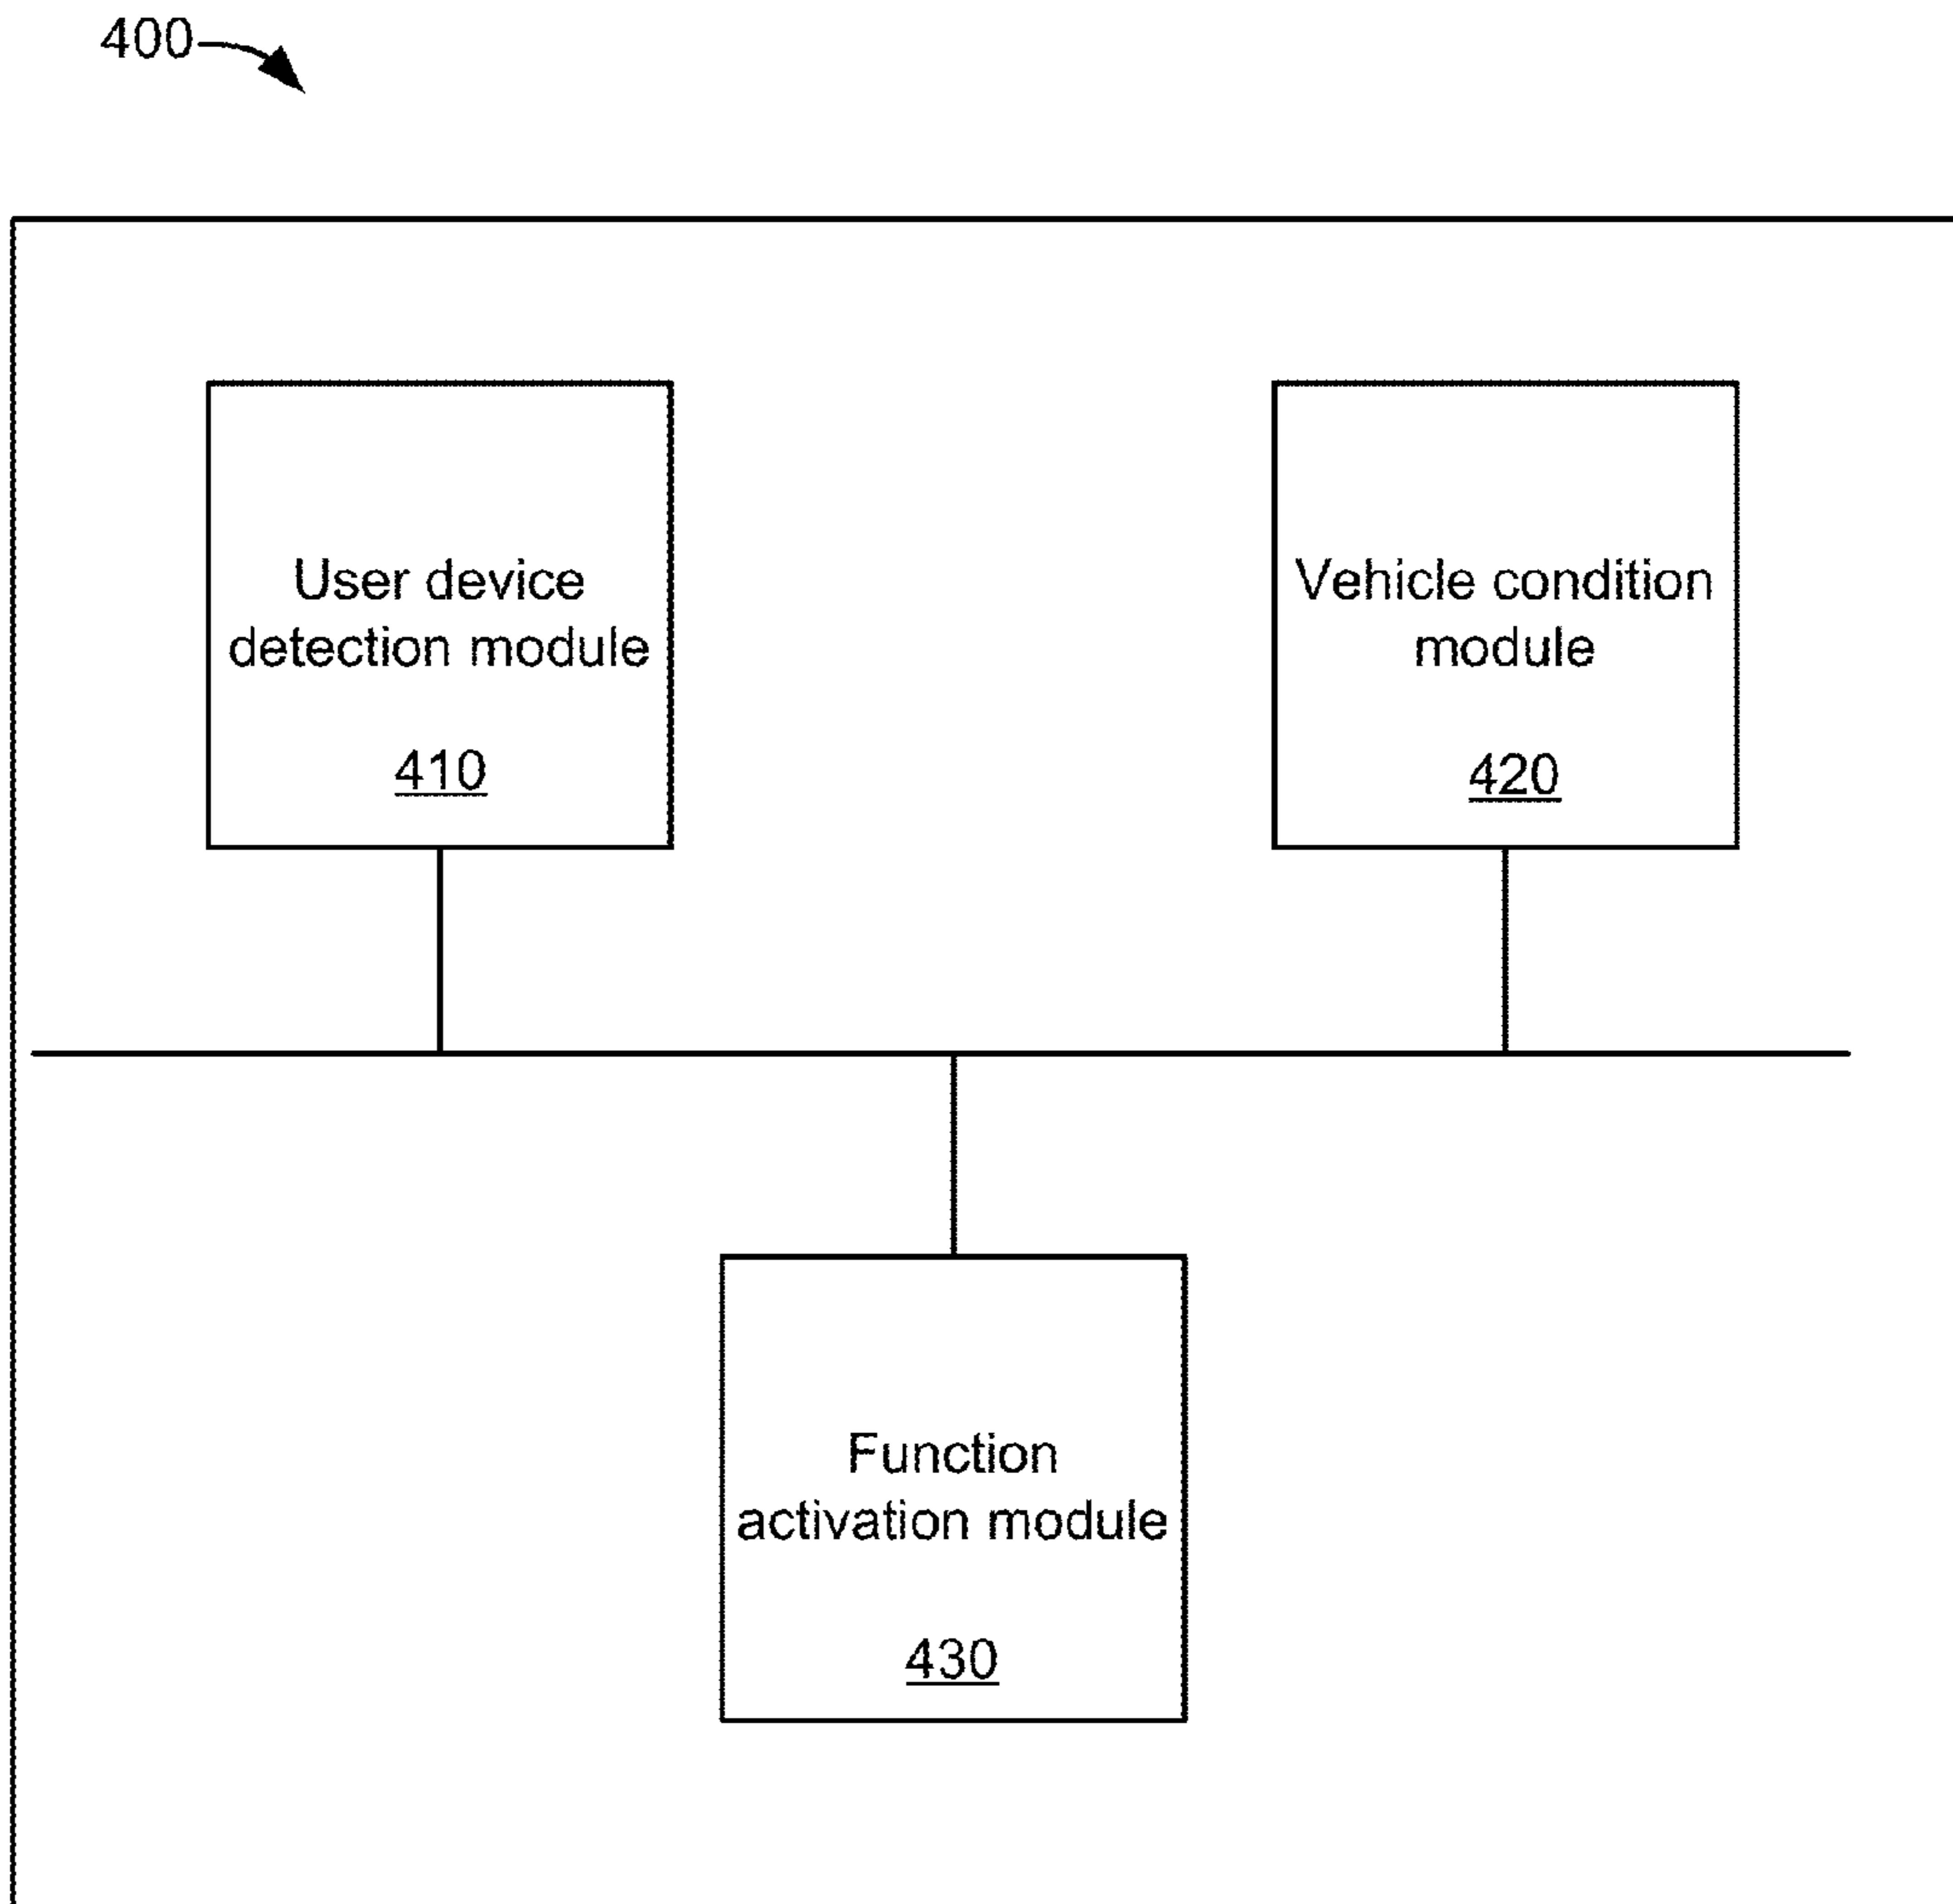 400
User device
detection module
410
Vehicle condition
module
420
Function
activation module
430